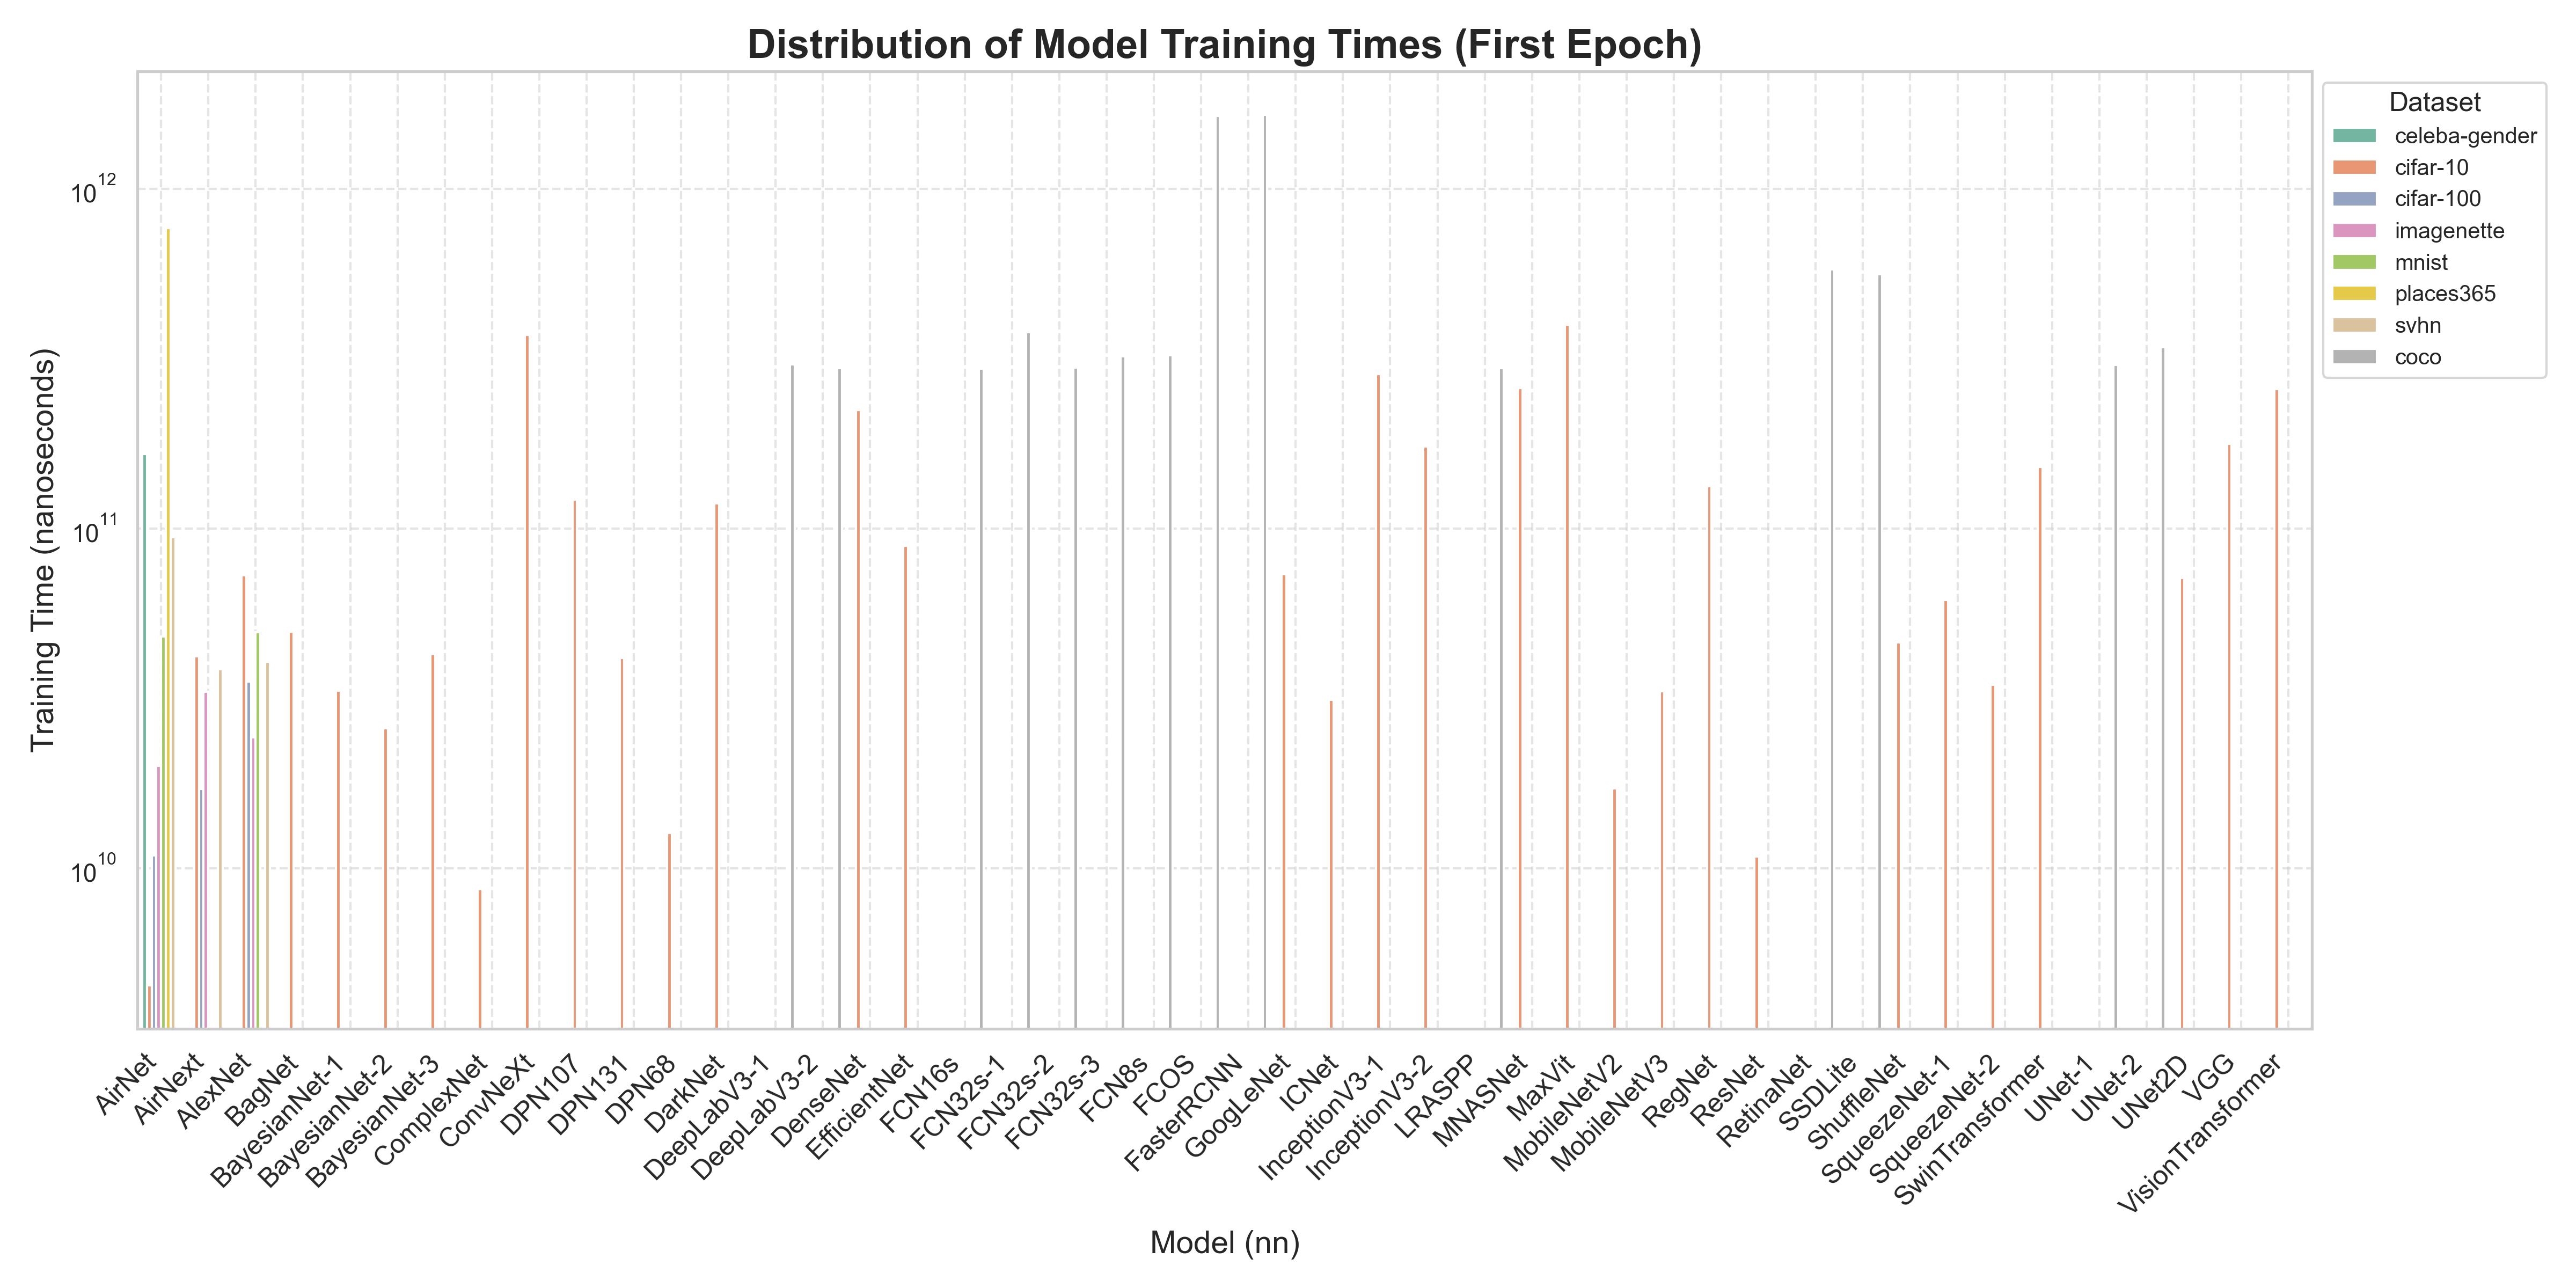 Distribution of Model Training Times (First Epoch)
Training Time (nanoseconds)
10^12
10^11
10^10
Dataset
celeba-gender
cifar-10
cifar-100
imagenette
mnist
places365
svhn
coco
AirNet
AirNext
AlexNet
BagNet
BayesianNet-1
BayesianNet-2
BayesianNet-3
ComplexNet
ConvNeXt
DPN107
DPN131
DPN68
DarkNet
DeepLabV3-1
DeepLabV3-2
DenseNet
EfficientNet
FCN16s
FCN32s-1
FCN32s-2
FCN32s-3
FCN8s
FCOS
FasterRCNN
GoogLeNet
ICNet
InceptionV3-1
InceptionV3-2
LRASPP
MNASNet
MaxVit
MobileNetV2
MobileNetV3
RegNet
ResNet
RetinaNet
SSDLite
ShuffleNet
SqueezeNet-1
SqueezeNet-2
SwinTransformer
UNet-1
UNet-2
UNet2D
VGG
VisionTransformer
Model (nn)